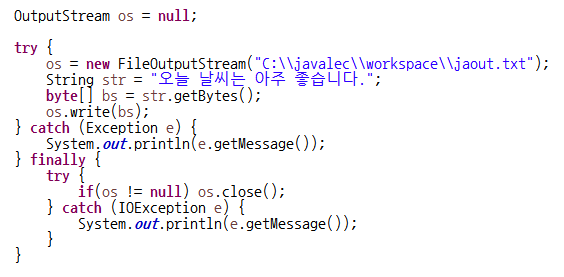 OutputStream os = null;
try {
os = new FileOutputStream("C:\\javalec\\workspace\\jaout.txt");
String str = "오늘 날씨는 아주 좋습니다.";
byte[] bs = str.getBytes();
os.write(bs);
} catch (Exception e) {
System.out.println(e.getMessage());
} finally {
try {
if(os != null) os.close();
} catch (IOException e) {
System.out.println(e.getMessage());
}
}